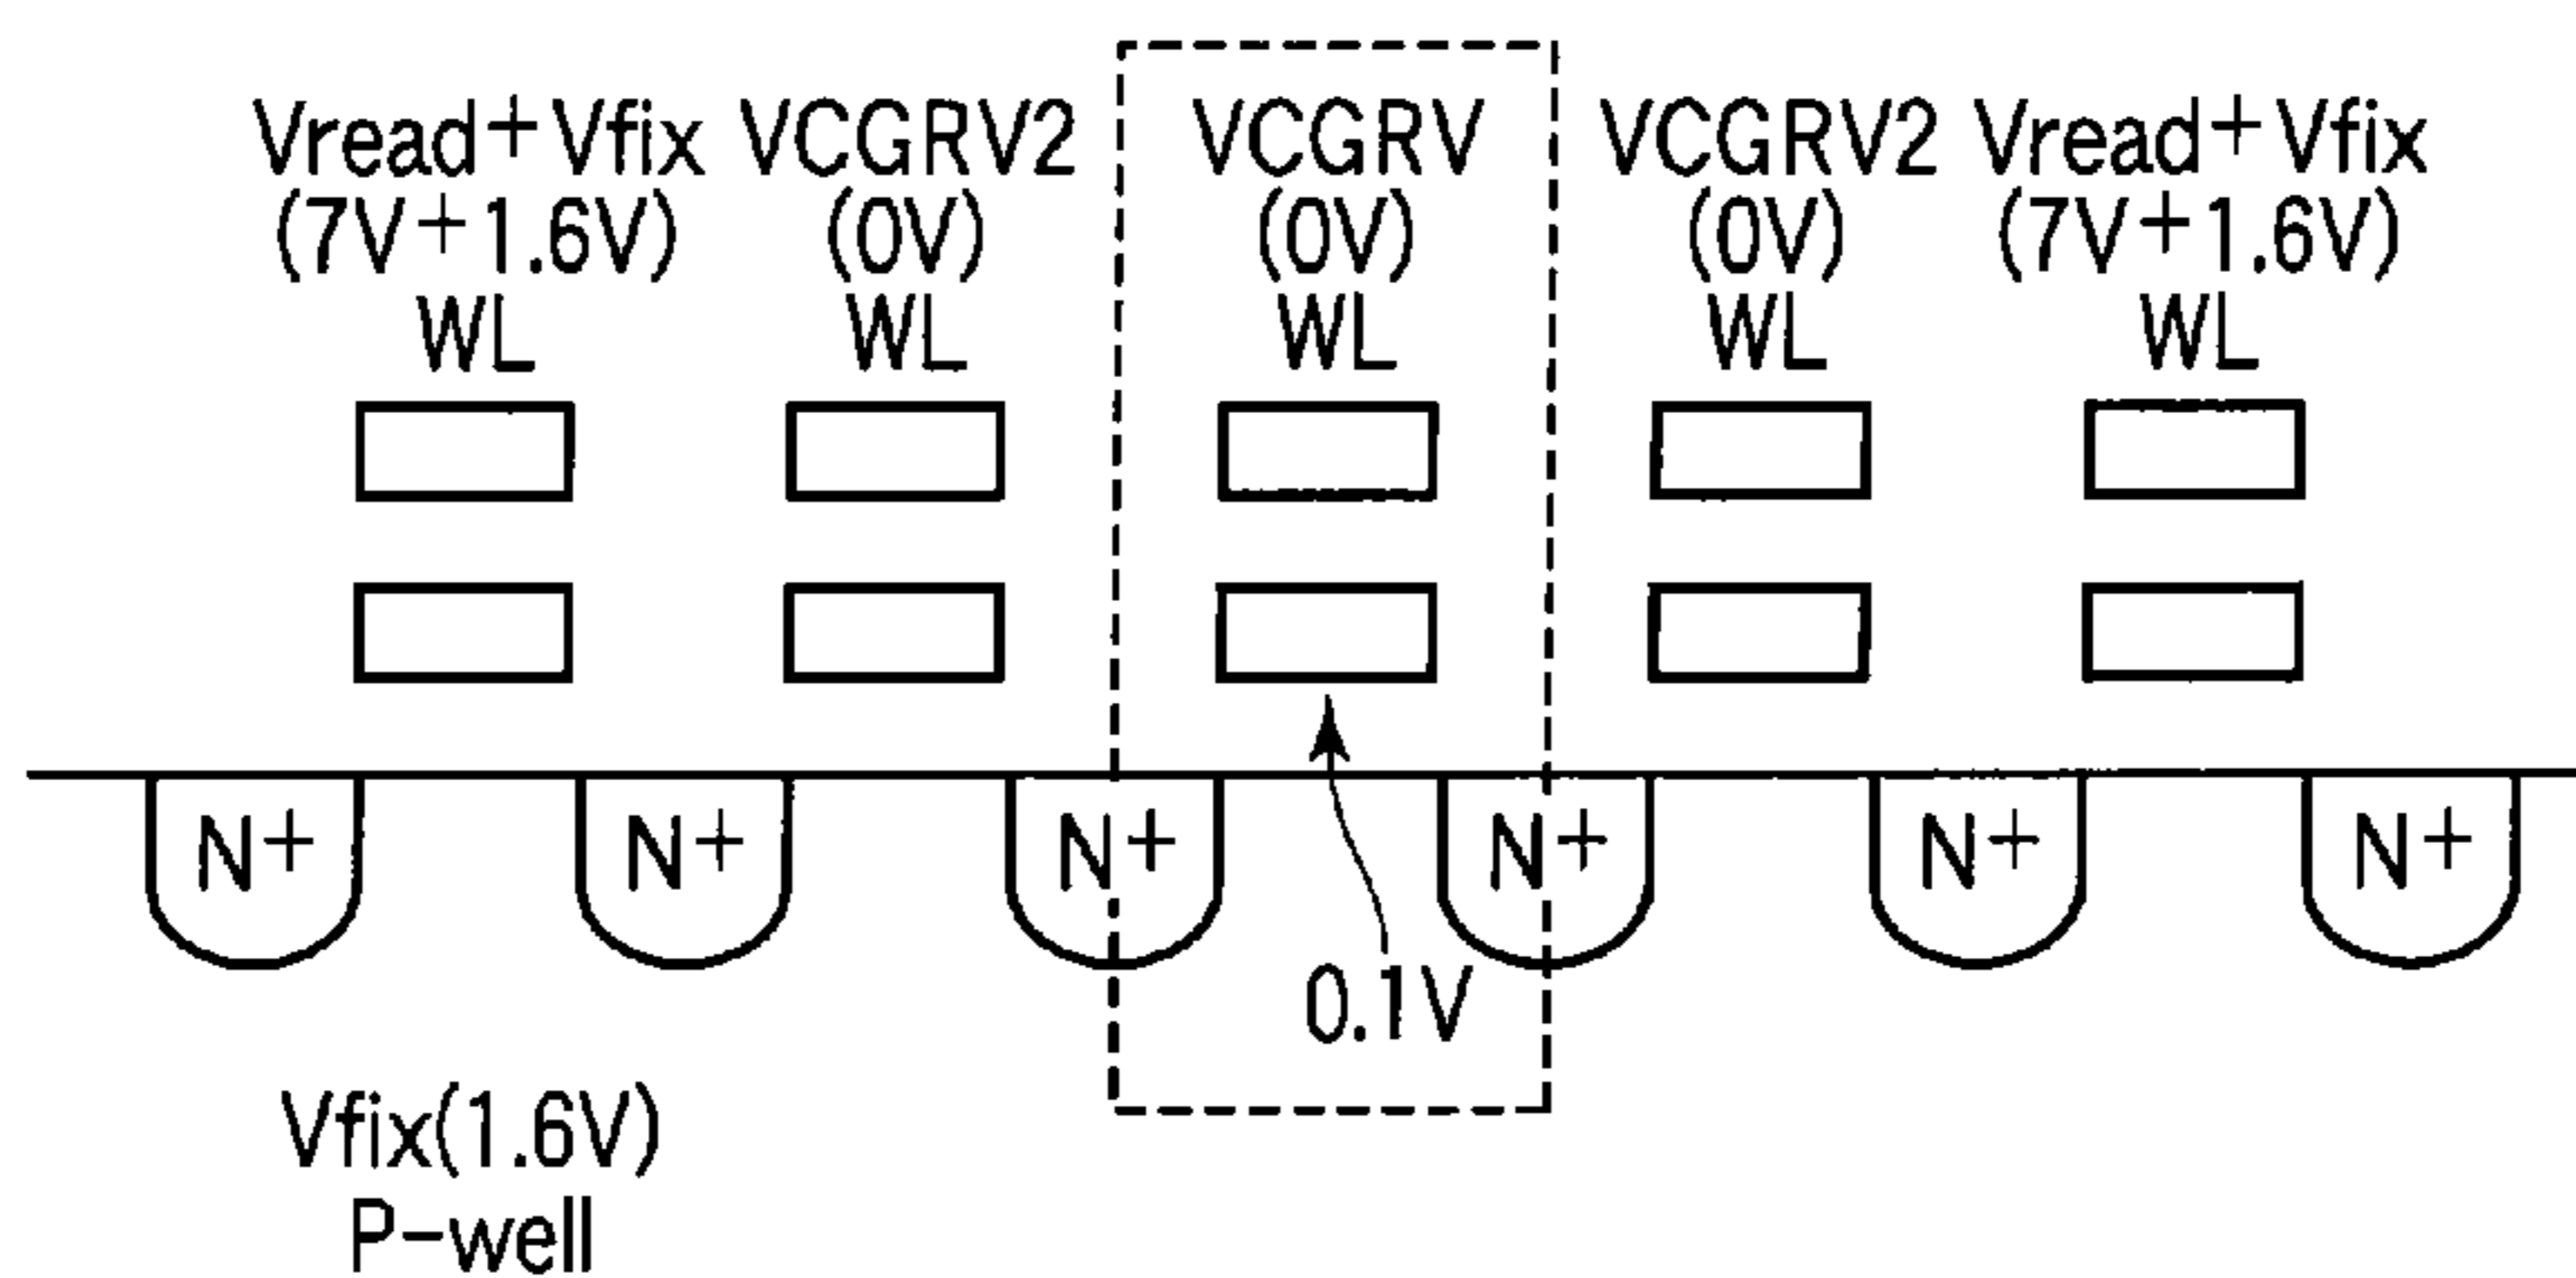 Vread+Vfix VCGRV2 VCGRV VCGRV2 Vread+Vfix
(7V+1.6V) (0V) (0V) (0V) (7V+1.6V)
WL WL WL WL WL
N+ N+ N+ N+ N+ N+
0.1V
Vfix(1.6V)
P-well